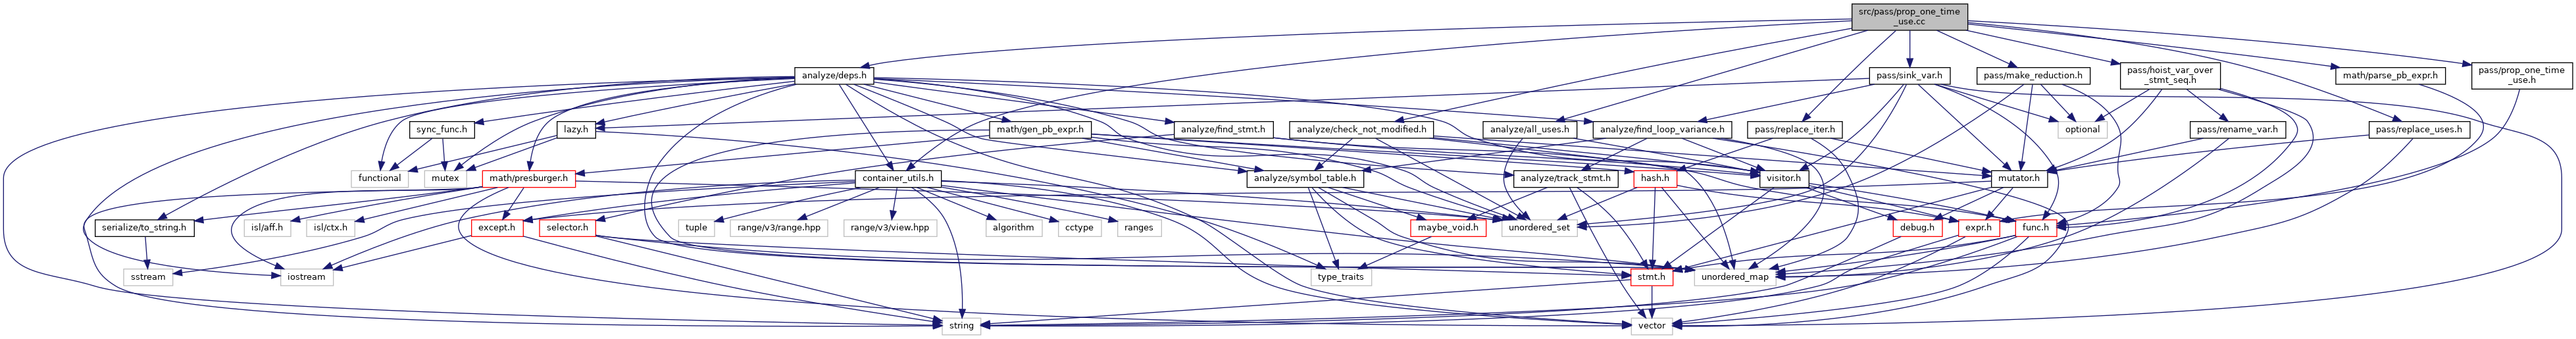 src/pass/prop_one_time
_use.cc
analyze/deps.h
pass/sink_var.h
pass/make_reduction.h
pass/hoist_var_over
_stmt_seq.h
math/parse_pb_expr.h
pass/prop_one_time
_use.h
sync_func.h
lazy.h
math/gen_pb_expr.h
analyze/find_stmt.h
analyze/check_not_modified.h
analyze/all_uses.h
analyze/find_loop_variance.h
pass/replace_iter.h
optional
pass/rename_var.h
pass/replace_uses.h
functional
mutex
math/presburger.h
container_utils.h
analyze/symbol_table.h
analyze/track_stmt.h
hash.h
visitor.h
mutator.h
serialize/to_string.h
isl/aff.h
isl/ctx.h
except.h
selector.h
tuple
range/v3/range.hpp
range/v3/view.hpp
algorithm
cctype
ranges
maybe_void.h
unordered_set
debug.h
expr.h
func.h
sstream
iostream
type_traits
stmt.h
unordered_map
string
vector